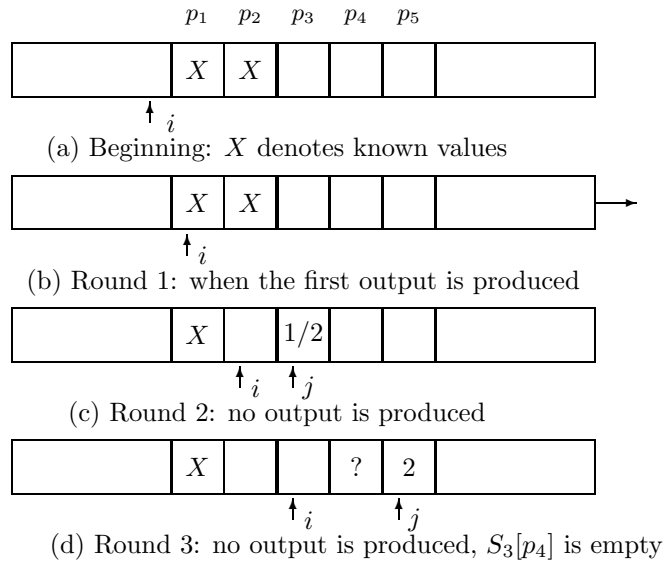 p₁ p₂ p₃ p₄ p₅
X X
i
(a) Beginning: X denotes known values
X X
i
(b) Round 1: when the first output is produced
X 1/2
i j
(c) Round 2: no output is produced
X ? 2
i j
(d) Round 3: no output is produced, S₃[p₄] is empty